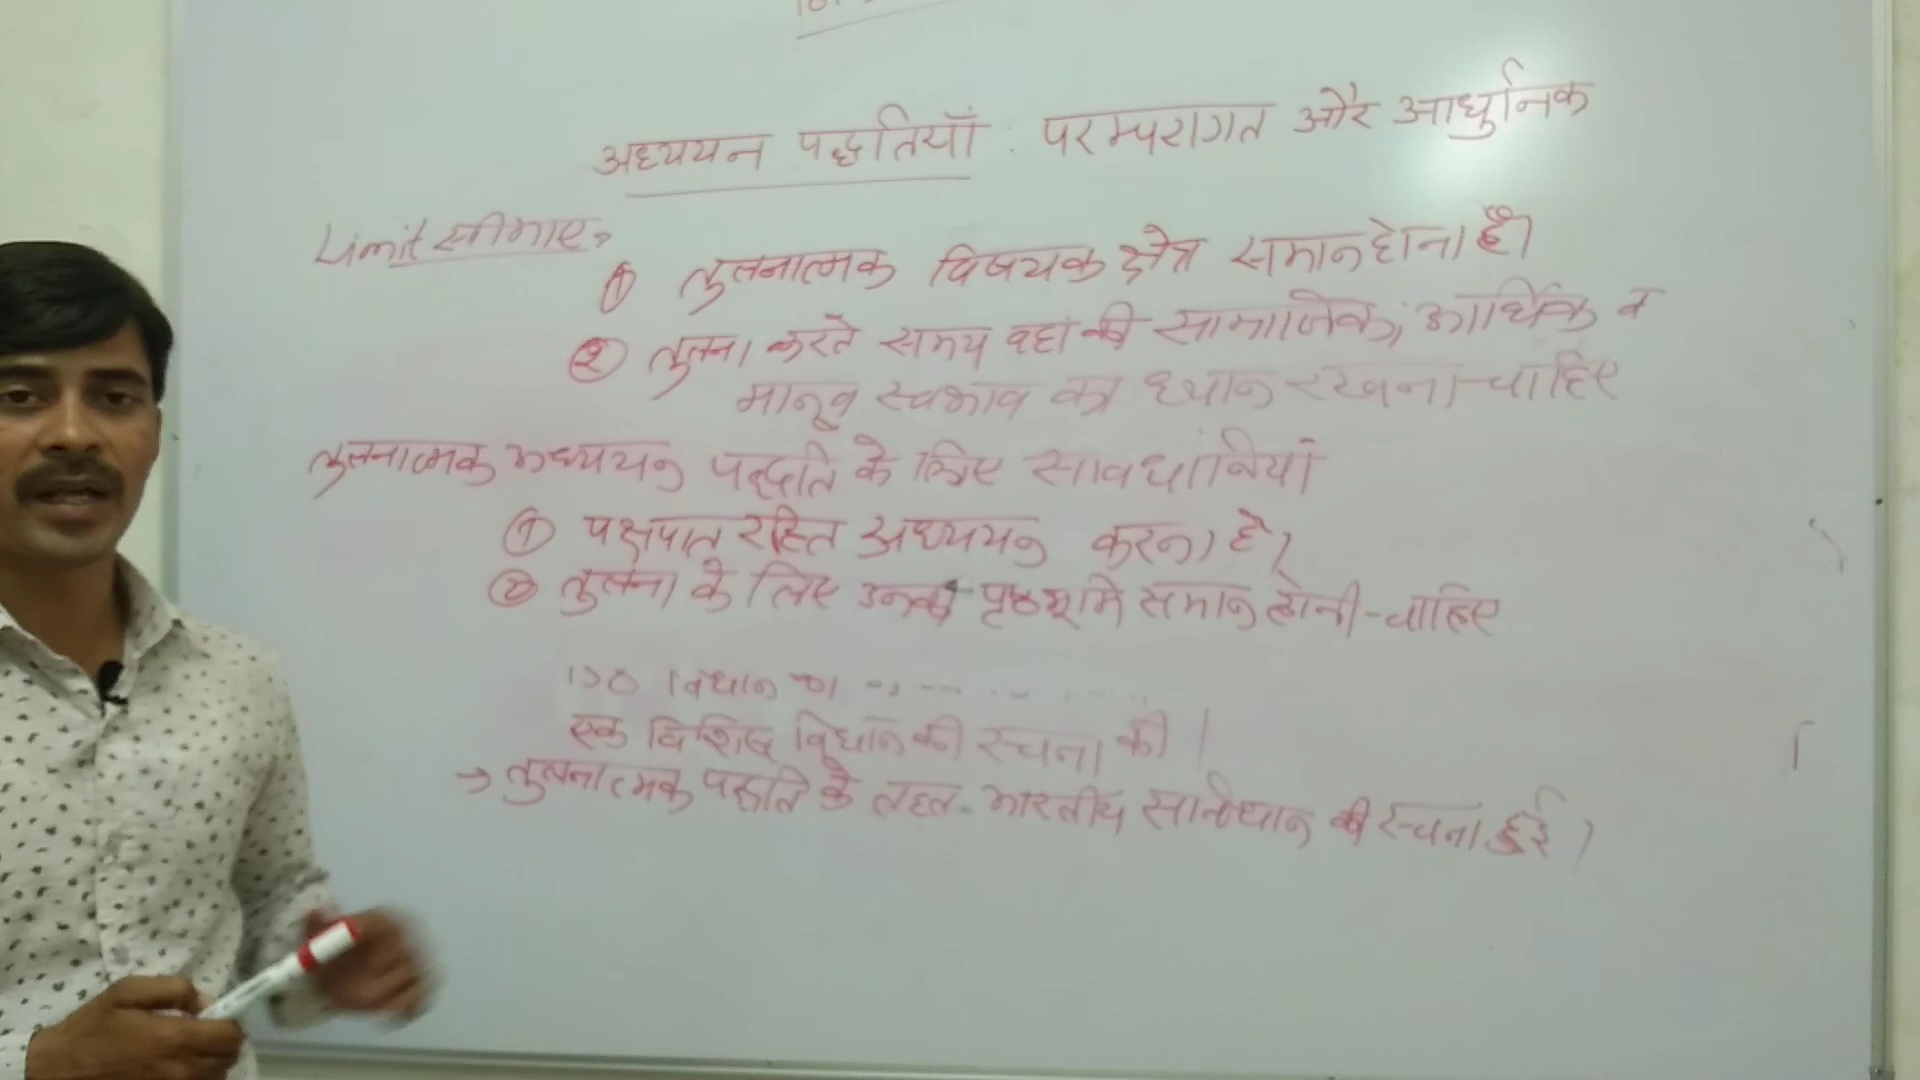 अध्ययन पद्धतियाँ : परम्परागत और आधुनिक
Limit सीमाए→
① तुलनात्मक विषयक क्षेत्र समान होना है।
② तुलना करते समय वहां की सामाजिक, आर्थिक व
मानव स्वभाव का ध्यान रखना चाहिए
तुलनात्मक अध्ययन पद्धति के लिए सावधानियां
① पक्षपात रहित अध्ययन करना है।
② तुलना के लिए उनकी पृष्ठभूमि समान होनी-चाहिए
विधान का
एक विशिष्ट विधान की रचना की |
→ तुलनात्मक पद्धति के तहत- भारतीय संविधान की रचना हुई।